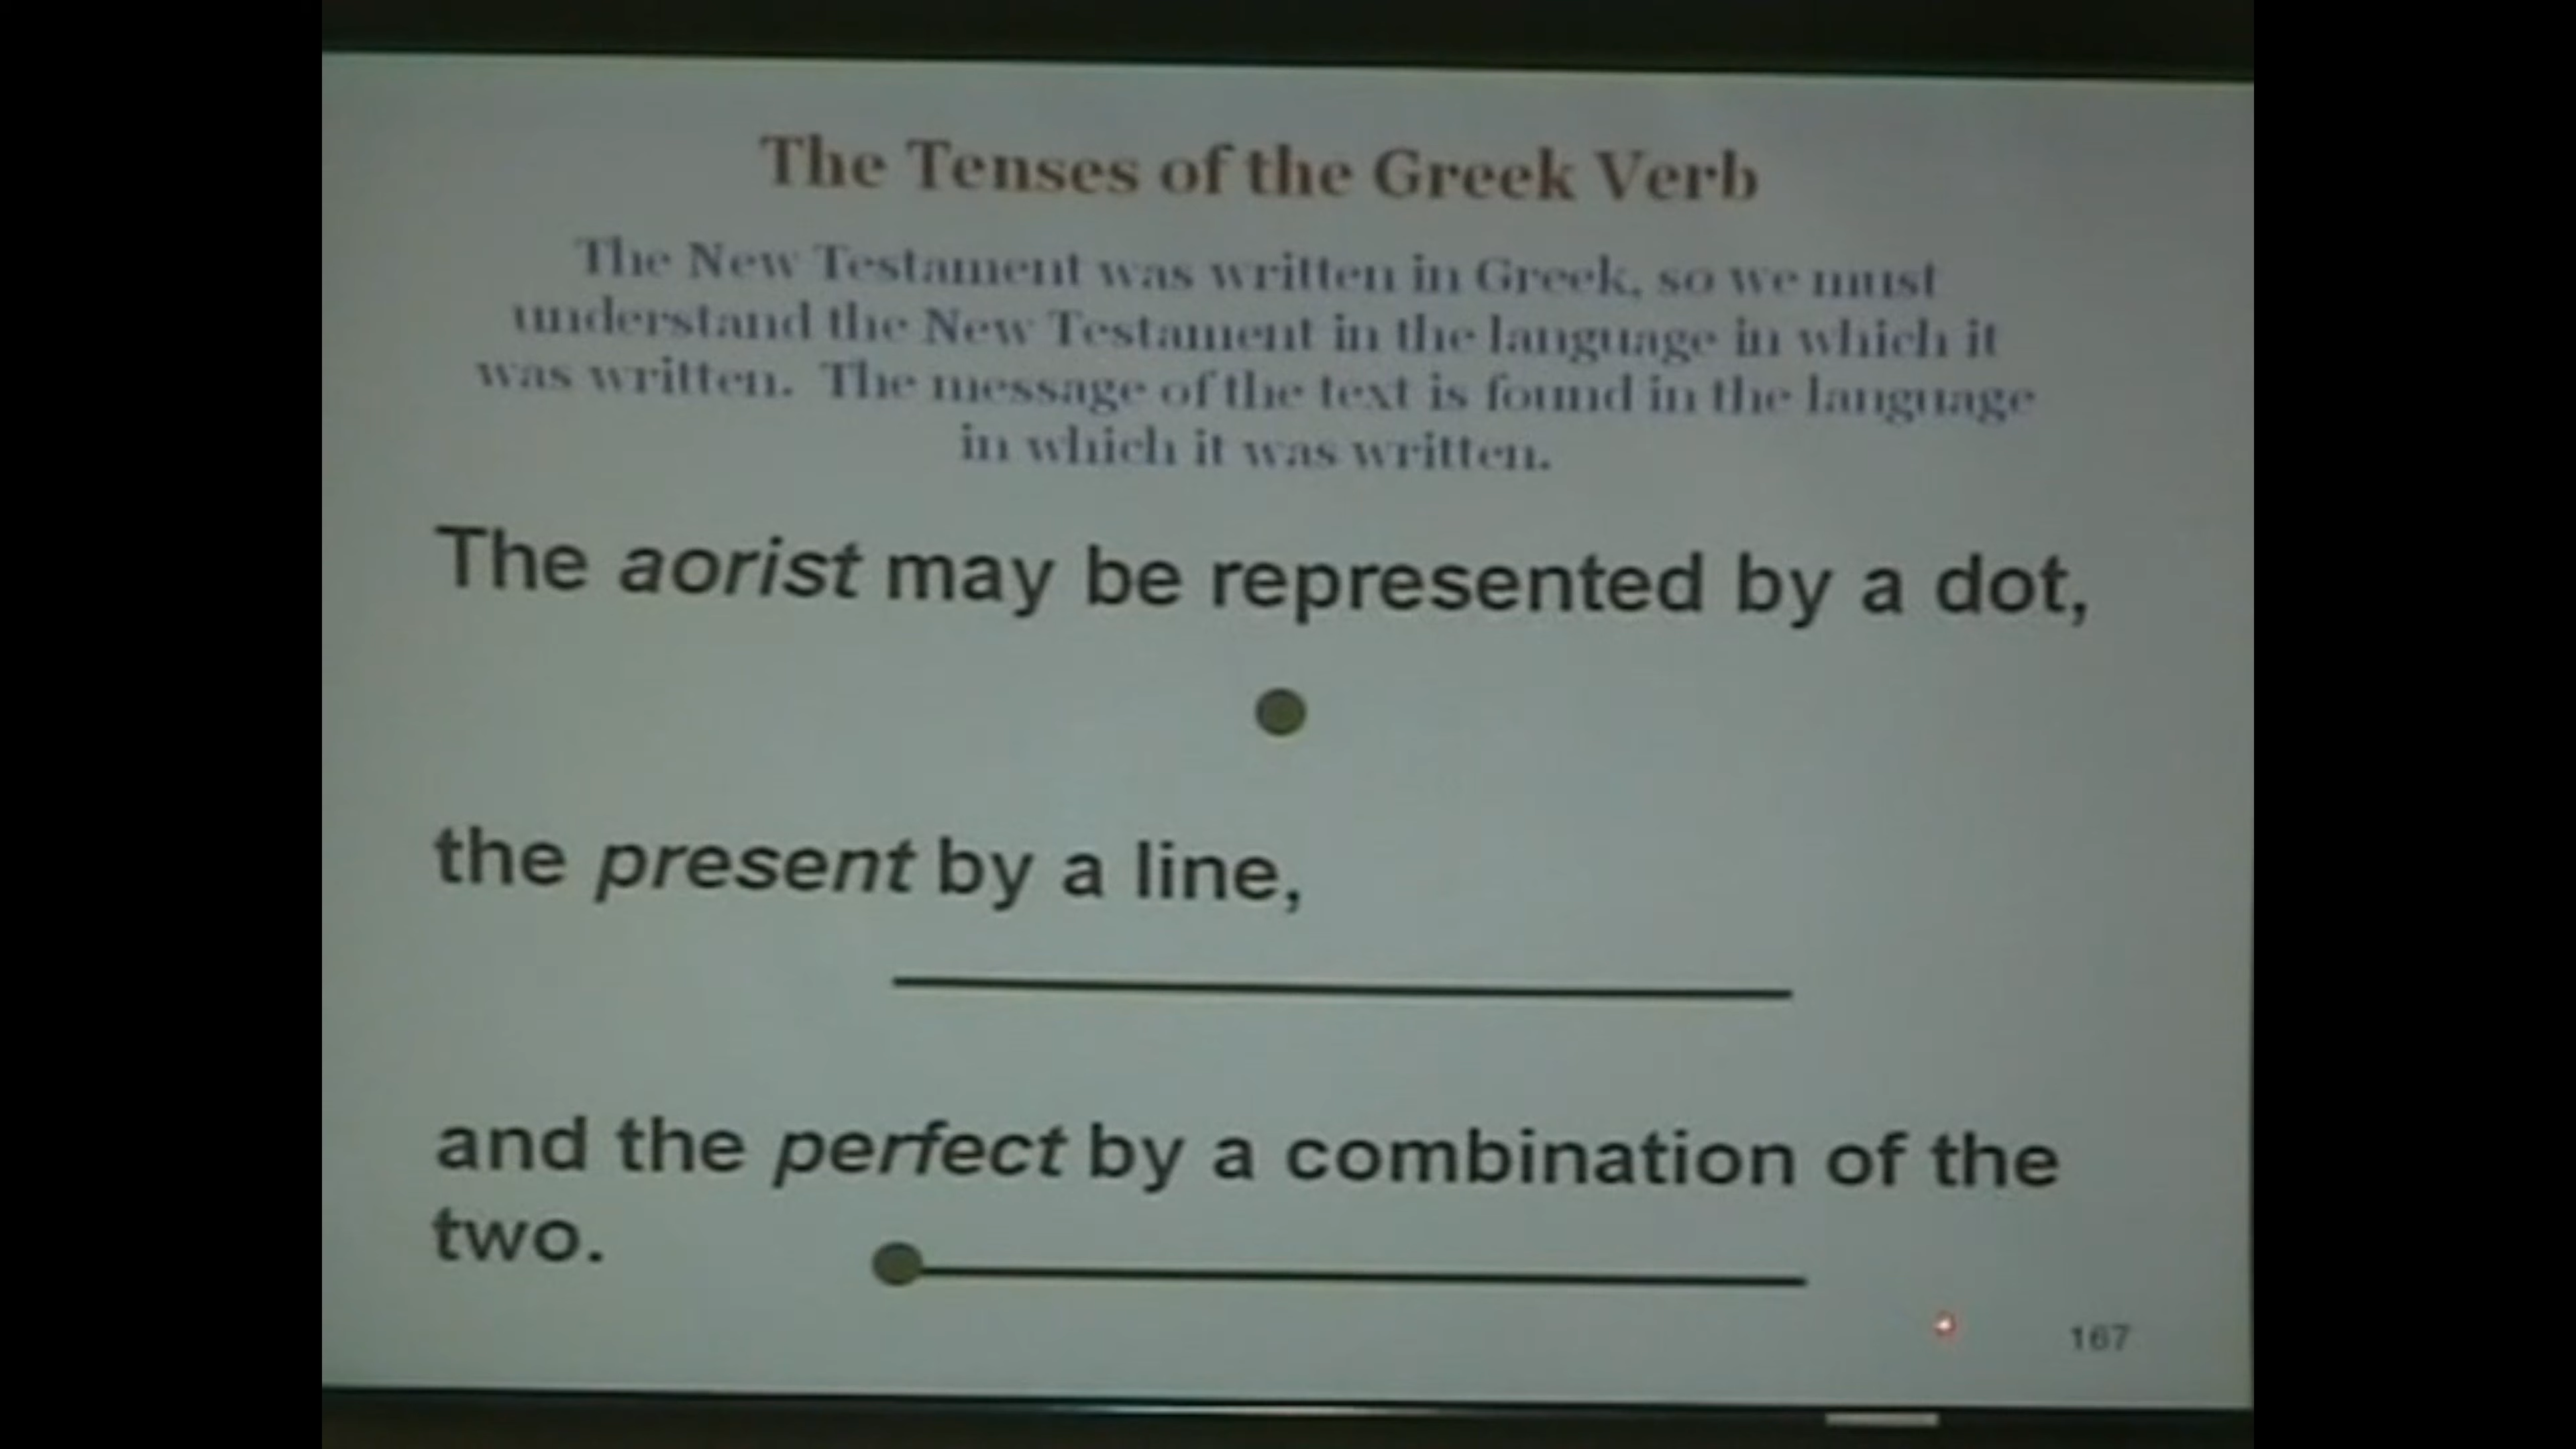 The Tenses of the Greek Verb
The New Testament was written in Greek, so we must
understand the New Testament in the language in which it
was written. The message of the text is found in the language
in which it was written.
The aorist may be represented by a dot,
the present by a line,
and the perfect by a combination of the
two.
167